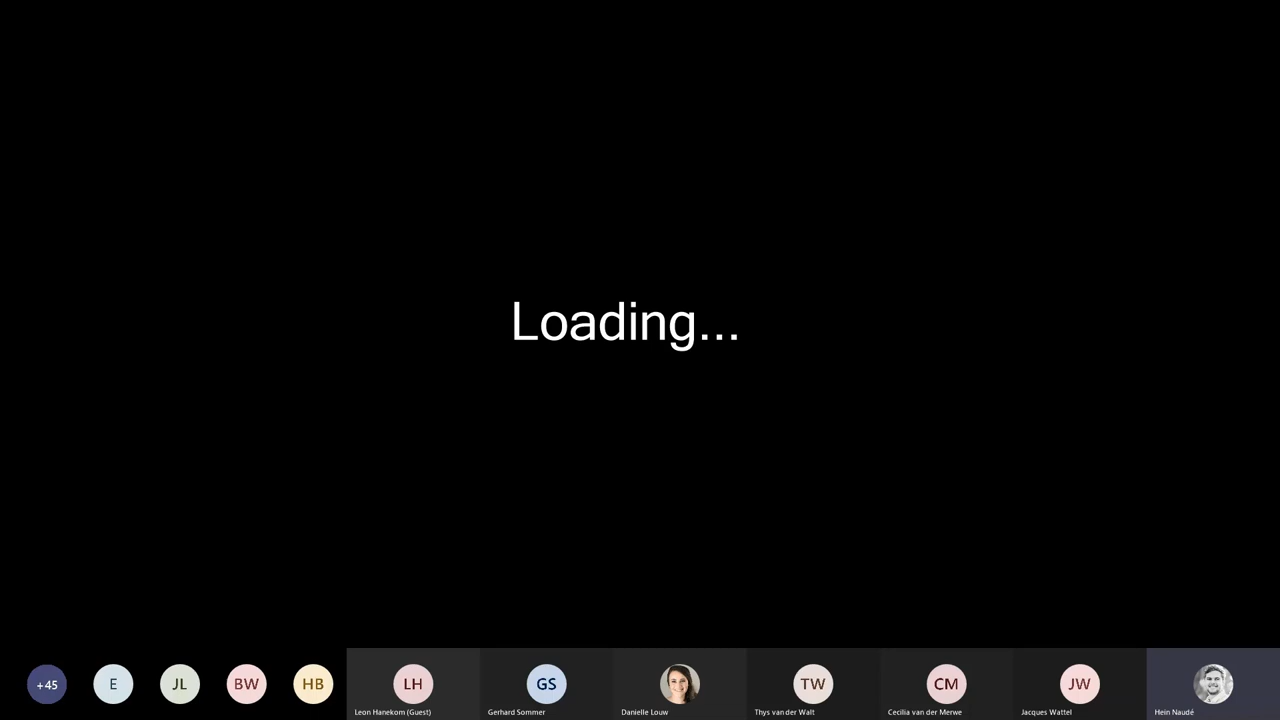 Loading...
+45
E
JL
BW
HB
LH
GS
TW
CM
JW
Leon Hanekom (Guest)
Gerhard Sommer
Danielle Louw
Thys van der Walt
Cecilia van der Merwe
Jacques Wattel
Hein Naudé